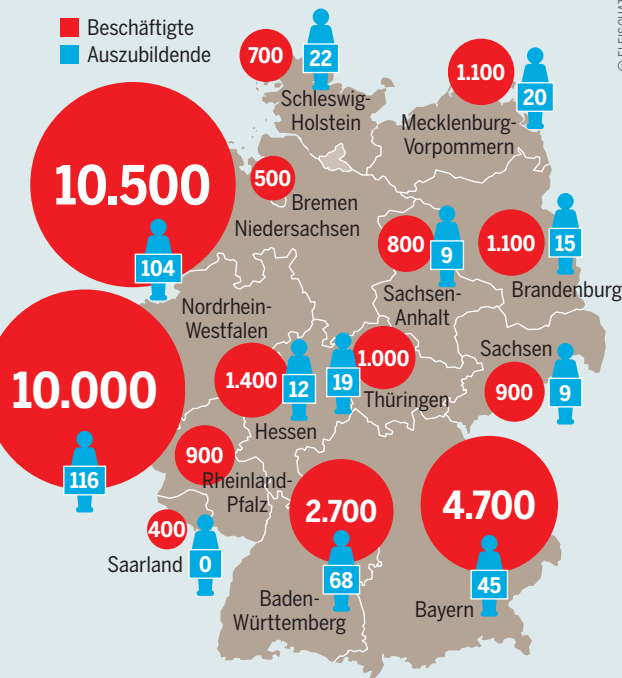 Beschäftigte
Auszubildende
700
22
Schleswig-
Holstein
1.100
20
Mecklenburg-
Vorpommern
10.500
104
500
Bremen
Niedersachsen
800
9
Sachsen-
Anhalt
1.100
15
Brandenburg
Nordrhein-
Westfalen
10.000
116
1.400
12
Hessen
19
1.000
Thüringen
Sachsen
900
9
900
Rheinland-
Pfalz
400
Saarland
0
2.700
68
Baden-
Württemberg
4.700
45
Bayern